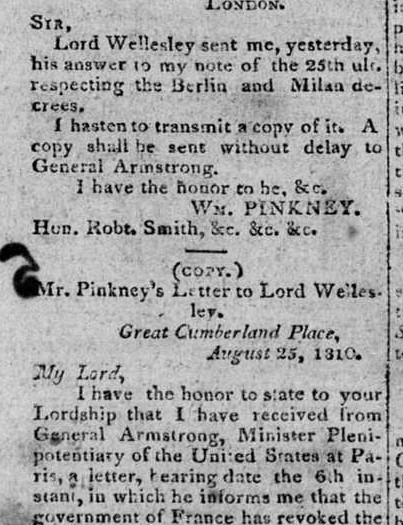 LONDON.
SIR,
Lord Wellesley sent me, yesterday,
his answer to my note of the 25th ult.
respecting the Berlin and Milan de-
crees.
I hasten to transmit a copy of it. A
copy shall be sent without delay to
General Armstrong.
I have the honor to be, &c.
WM. PINKNEY.
Hon. Robt. Smith, &c. &c. &c.
(COPY.)
Mr. Pinkney's Letter to Lord Welles-
ley.
Great Cumberland Place,
August 25, 1810.
My Lord,
I have the honor to state to your
Lordship that I have received from
General Armstrong, Minister Pleni-
potentiary of the United States at Pa-
ris, a letter, bearing date the 6th in-
stant, in which he informs me that the
government of France has revoked the